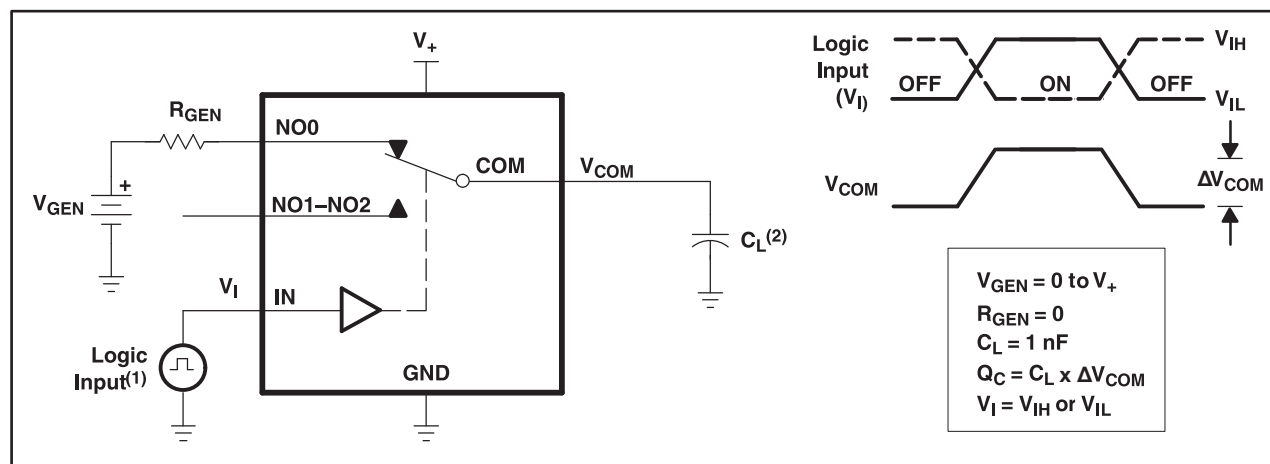 V+
RGEN
NO0
COM
VCOM
VGEN
+
NO1–NO2
CL(2)
VI
IN
Logic
Input(1)
GND
Logic
Input
(VI)
OFF
ON
OFF
VIH
VIL
VCOM
ΔVCOM
VGEN = 0 to V+
RGEN = 0
CL = 1 nF
QC = CL x ΔVCOM
VI = VIH or VIL